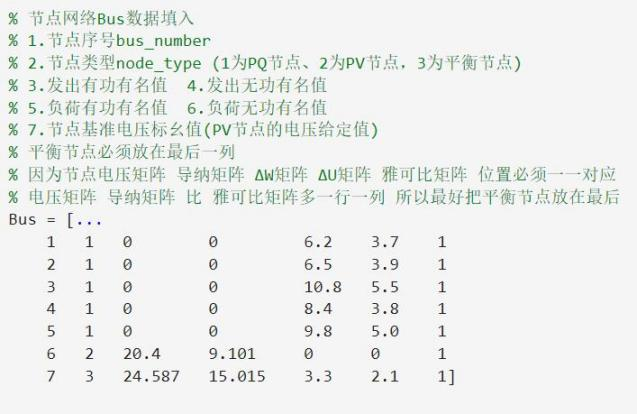 % 节点网络Bus数据填入
% 1.节点序号bus_number
% 2.节点类型node_type (1为PQ节点、2为PV节点，3为平衡节点)
% 3.发出有功有名值  4.发出无功有名值
% 5.负荷有功有名值  6.负荷无功有名值
% 7.节点基准电压标幺值(PV节点的电压给定值)
% 平衡节点必须放在最后一列
% 因为节点电压矩阵 导纳矩阵 ΔW矩阵 ΔU矩阵 雅可比矩阵 位置必须一一对应
% 电压矩阵 导纳矩阵 比 雅可比矩阵多一行一列 所以最好把平衡节点放在最后
Bus = [...
1 1 0 0 6.2 3.7 1
2 1 0 0 6.5 3.9 1
3 1 0 0 10.8 5.5 1
4 1 0 0 8.4 3.8 1
5 1 0 0 9.8 5.0 1
6 2 20.4 9.101 0 0 1
7 3 24.587 15.015 3.3 2.1 1]